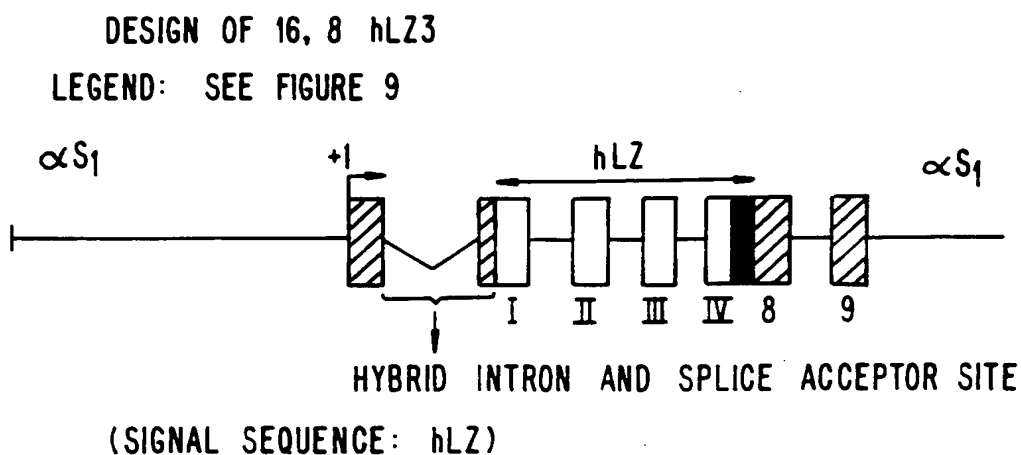 DESIGN OF 16, 8 hLZ3
LEGEND: SEE FIGURE 9
αS1 +1 hLZ αS1
I II III IV 8 9
HYBRID INTRON AND SPLICE ACCEPTOR SITE
(SIGNAL SEQUENCE: hLZ)